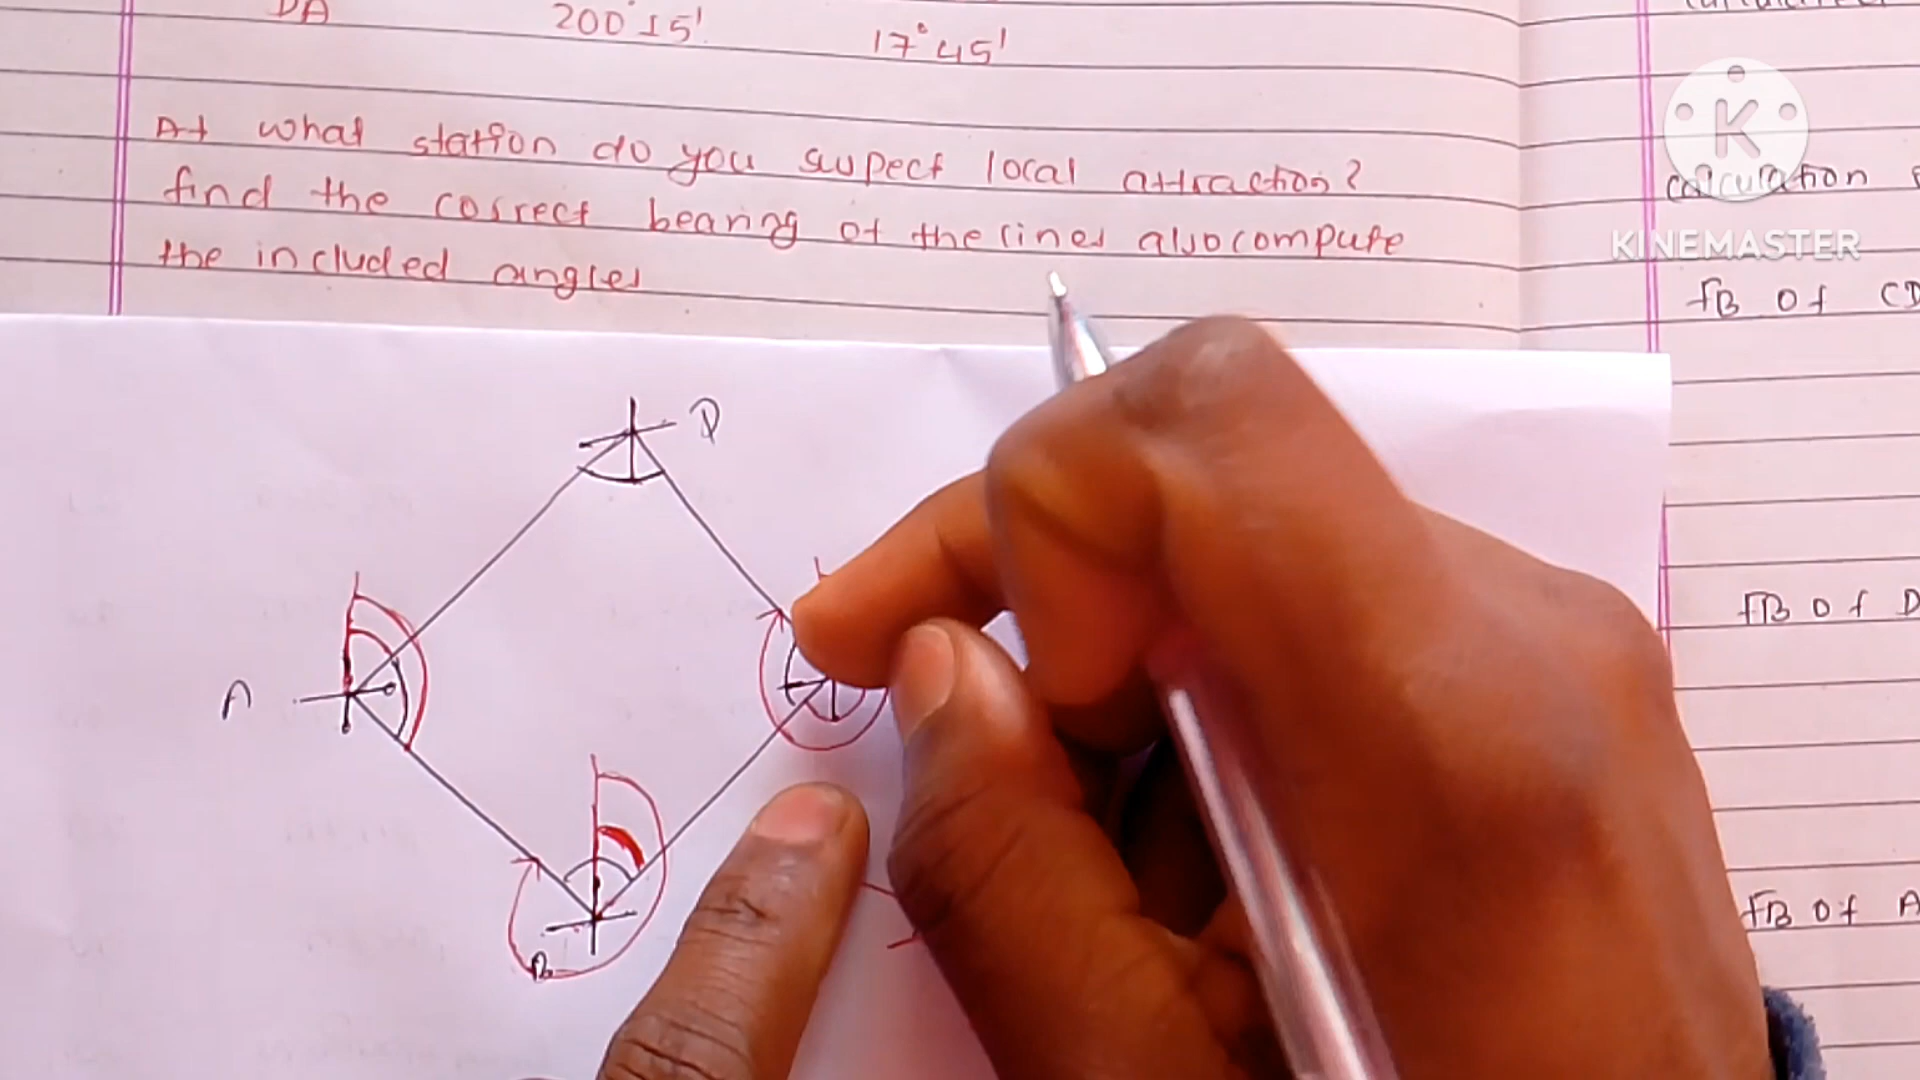 DA 200°15' 17°45'
At what station do you suspect local attraction?
find the correct bearing of the lines also compute
the included angles
calculation
K
KINEMASTER
FB of CD
FB of D
FB of A
D
A
B